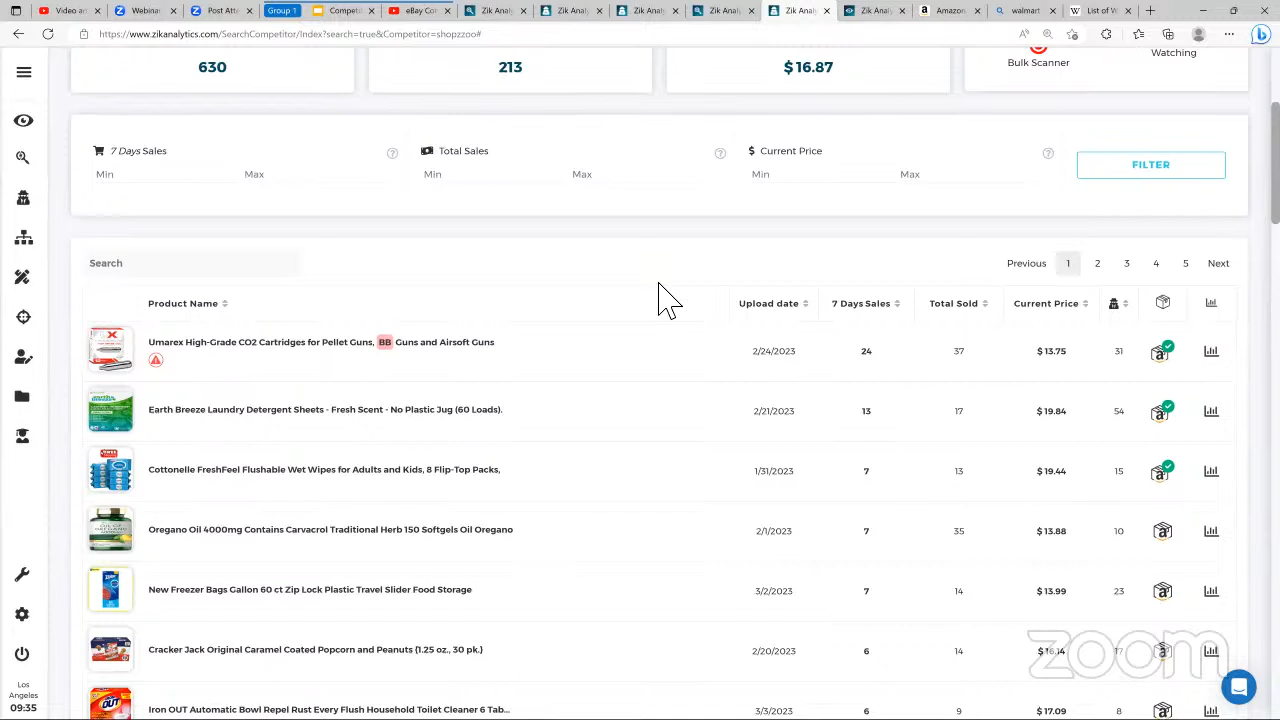 Video a
Webina
Post Atte
Group 1
Competi
eBay Co
Zik Anal
Zik Anal
Zik Anal
Zik Anal
Zik Anal
Zik Anal
Amazon
walmart
List of W
https://www.zikanalytics.com/SearchCompetitor/Index?search=true&Competitor=shopzzoo#
630
213
$ 16.87
Bulk Scanner
Watching
7 Days Sales
Total Sales
$ Current Price
Min Max
Min Max
Min Max
FILTER
Search
Previous 1 2 3 4 5 Next
Product Name Upload date 7 Days Sales Total Sold Current Price
Umarex High-Grade CO2 Cartridges for Pellet Guns, BB Guns and Airsoft Guns 2/24/2023 24 37 $ 13.75 31
Earth Breeze Laundry Detergent Sheets - Fresh Scent - No Plastic Jug (60 Loads). 2/21/2023 13 17 $ 19.84 54
Cottonelle FreshFeel Flushable Wet Wipes for Adults and Kids, 8 Flip-Top Packs, 1/31/2023 7 13 $ 19.44 15
Oregano Oil 4000mg Contains Carvacrol Traditional Herb 150 Softgels Oil Oregano 2/1/2023 7 35 $ 13.88 10
New Freezer Bags Gallon 60 ct Zip Lock Plastic Travel Slider Food Storage 3/2/2023 7 14 $ 13.99 23
Cracker Jack Original Caramel Coated Popcorn and Peanuts (1.25 oz., 30 pk.) 2/20/2023 6 14 $ 16.14
Iron OUT Automatic Bowl Repel Rust Every Flush Household Toilet Cleaner 6 Tab... 3/3/2023 6 9 $ 17.09 8
zoom
Los
Angeles
09:35